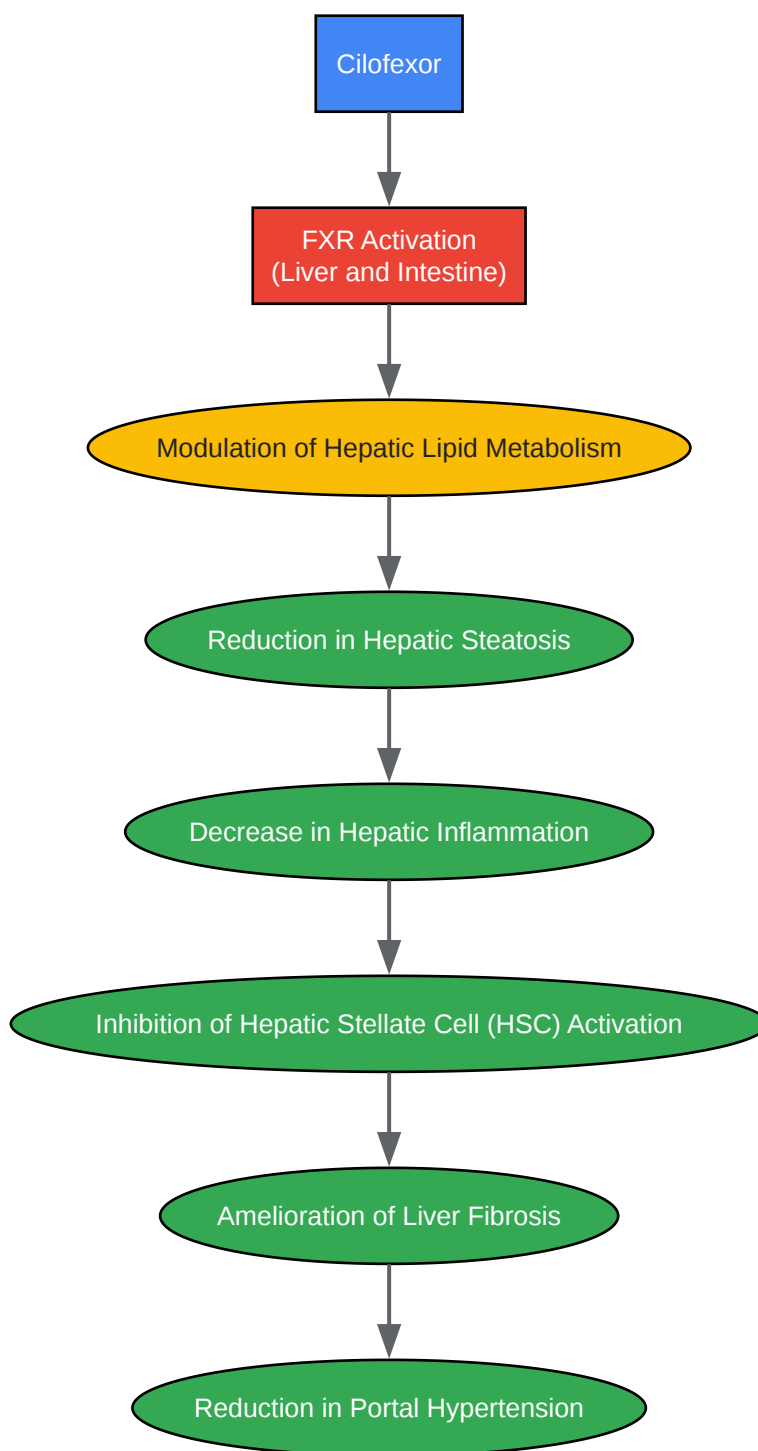 Cilofexor
FXR Activation
(Liver and Intestine)
Modulation of Hepatic Lipid Metabolism
Reduction in Hepatic Steatosis
Decrease in Hepatic Inflammation
Inhibition of Hepatic Stellate Cell (HSC) Activation
Amelioration of Liver Fibrosis
Reduction in Portal Hypertension